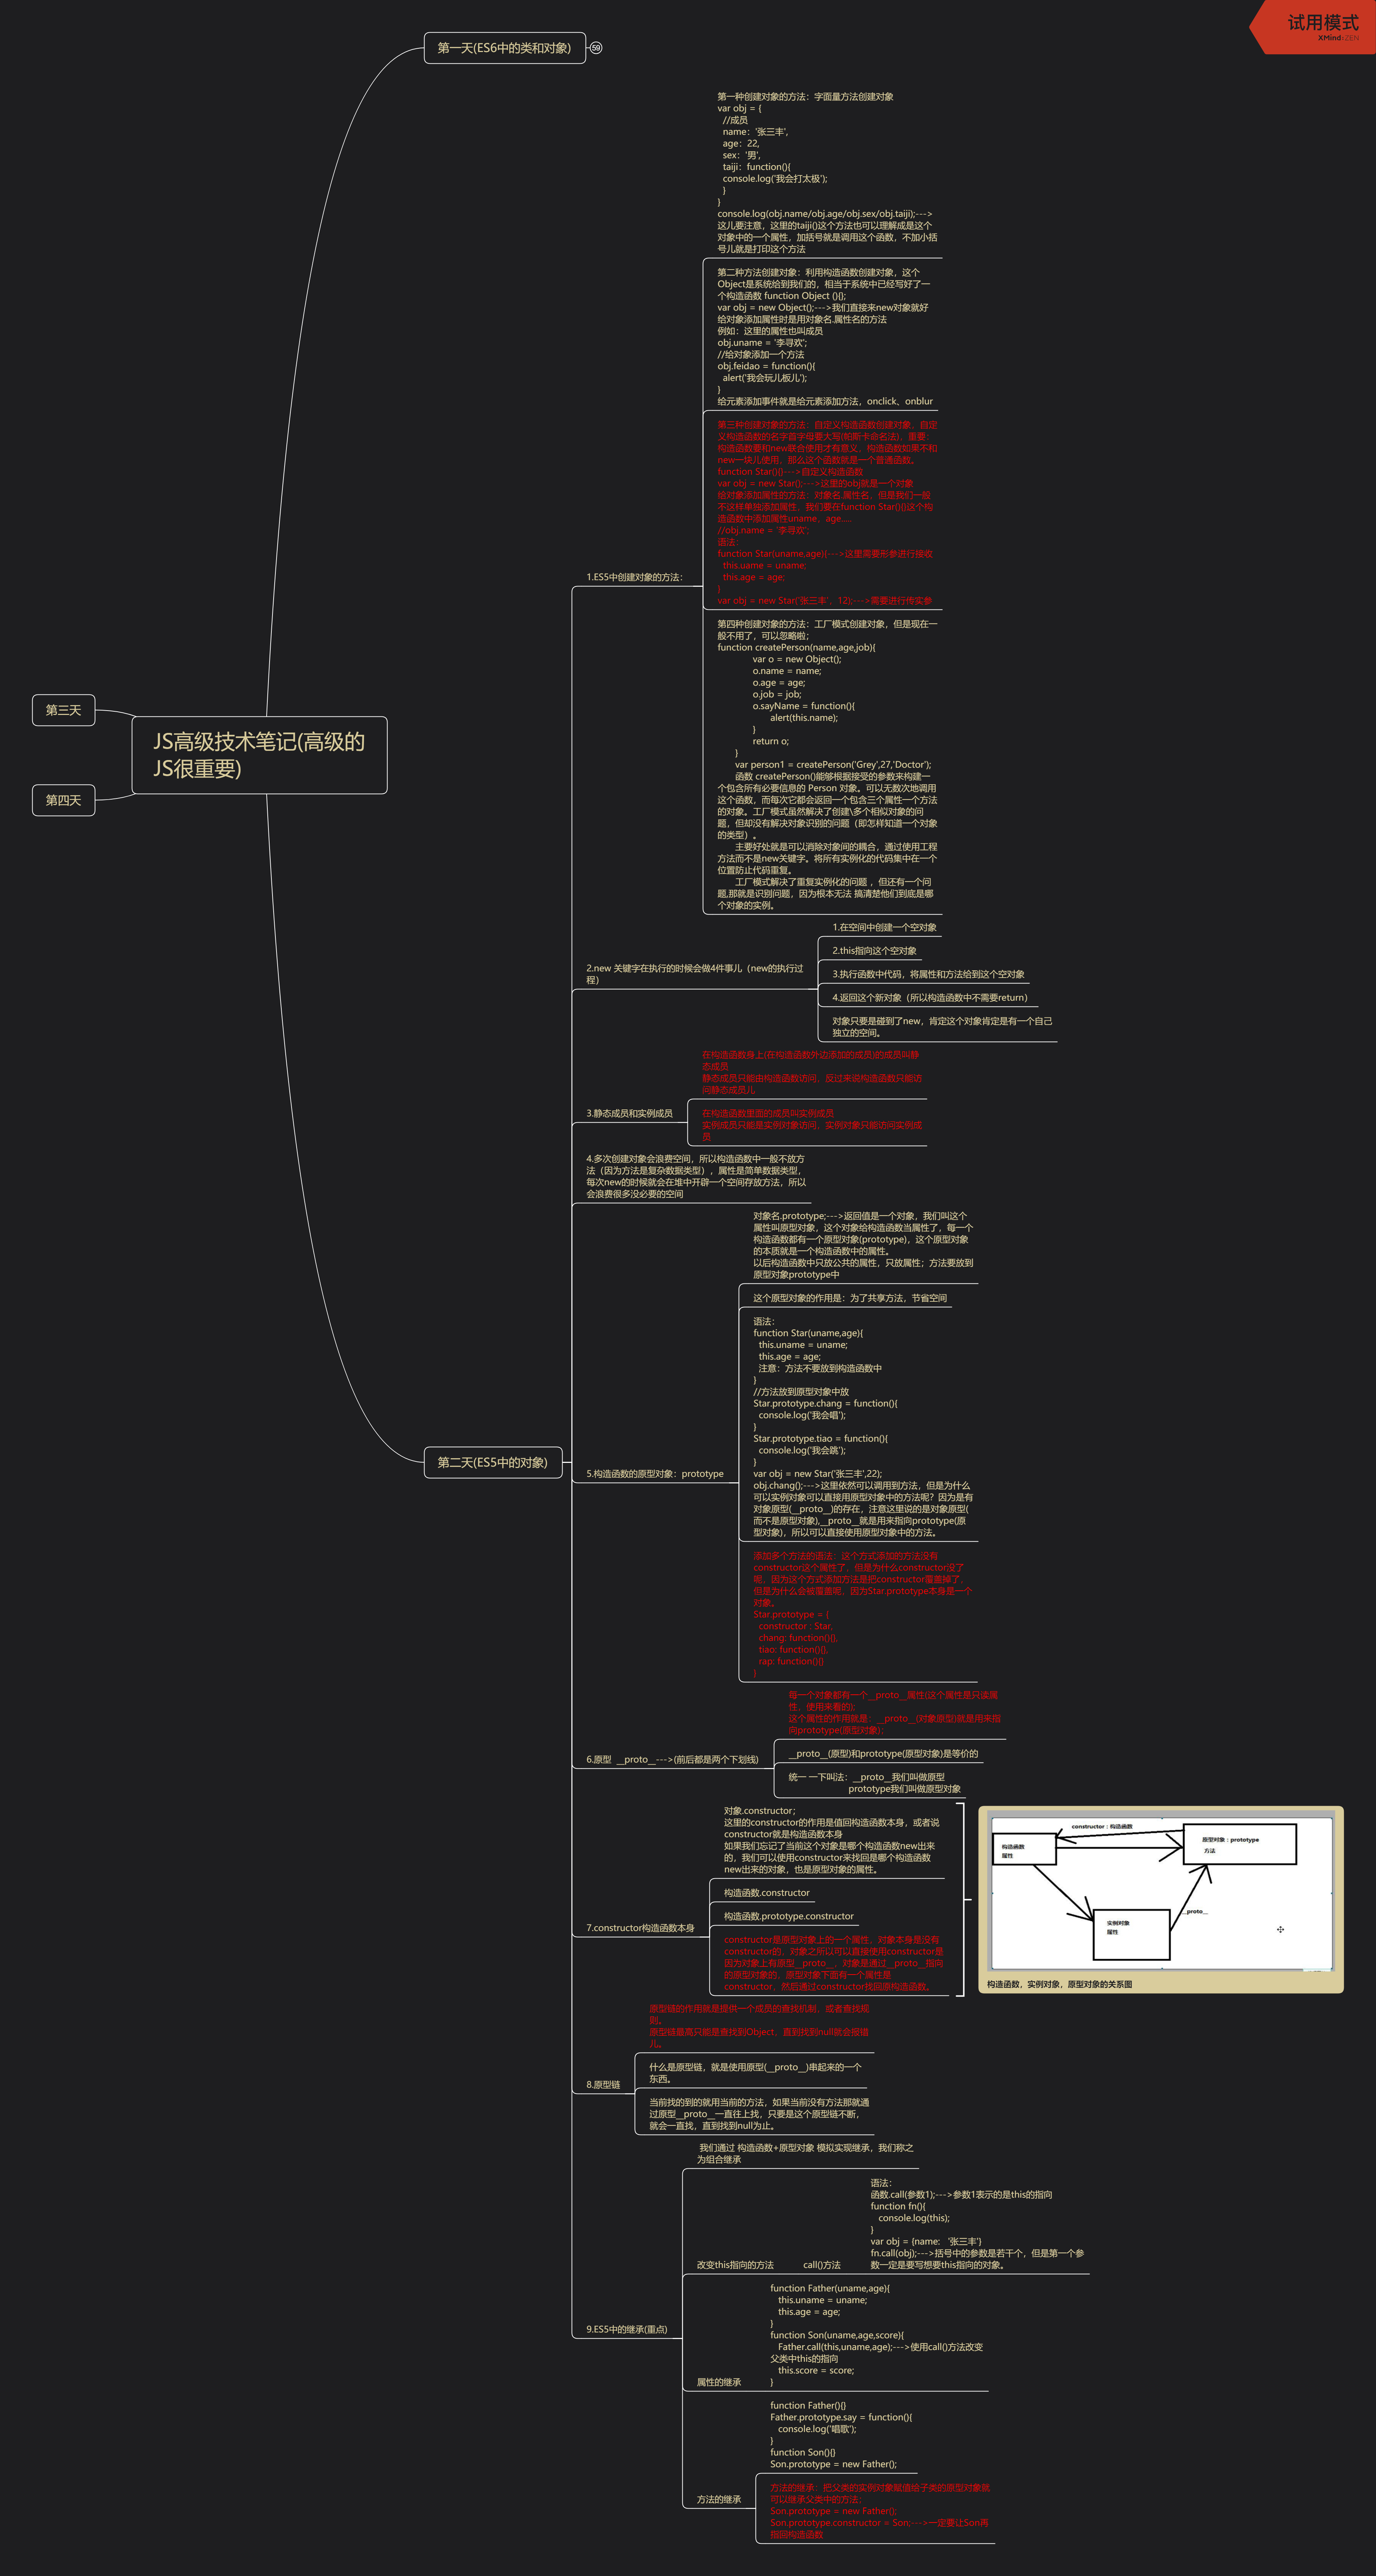 试用模式
XMind:ZEN
第一天(ES6中的类和对象)
59
第三天
JS高级技术笔记(高级的
JS很重要)
第四天
第二天(ES5中的对象)
1.ES5中创建对象的方法：
第一种创建对象的方法：字面量方法创建对象
var obj = {
//成员
name：'张三丰',
age：22,
sex：'男',
taiji：function(){
console.log('我会打太极');
}
}
console.log(obj.name/obj.age/obj.sex/obj.taiji);--->
这儿要注意，这里的taiji()这个方法也可以理解成是这个
对象中的一个属性，加括号就是调用这个函数，不加小括
号儿就是打印这个方法
第二种方法创建对象：利用构造函数创建对象，这个
Object是系统给到我们的，相当于系统中已经写好了一
个构造函数 function Object (){};
var obj = new Object();--->我们直接来new对象就好
给对象添加属性时是用对象名.属性名的方法
例如：这里的属性也叫成员
obj.uname = '李寻欢';
//给对象添加一个方法
obj.feidao = function(){
alert('我会玩儿板儿');
}
给元素添加事件就是给元素添加方法，onclick、onblur
第三种创建对象的方法：自定义构造函数创建对象，自定
义构造函数的名字首字母要大写(帕斯卡命名法)，重要：
构造函数要和new联合使用才有意义，构造函数如果不和
new一块儿使用，那么这个函数就是一个普通函数。
function Star(){}--->自定义构造函数
var obj = new Star();--->这里的obj就是一个对象
给对象添加属性的方法：对象名.属性名，但是我们一般
不这样单独添加属性，我们要在function Star(){}这个构
造函数中添加属性uname、age.....
//obj.name = '李寻欢';
语法：
function Star(uname,age){--->这里需要形参进行接收
this.uame = uname;
this.age = age;
}
var obj = new Star('张三丰'，12);--->需要进行传实参
第四种创建对象的方法：工厂模式创建对象，但是现在一
般不用了，可以忽略啦；
function createPerson(name,age,job){
var o = new Object();
o.name = name;
o.age = age;
o.job = job;
o.sayName = function(){
alert(this.name);
}
return o;
}
var person1 = createPerson('Grey',27,'Doctor');
函数 createPerson()能够根据接受的参数来构建一
个包含所有必要信息的 Person 对象。可以无数次地调用
这个函数，而每次它都会返回一个包含三个属性一个方法
的对象。工厂模式虽然解决了创建\多个相似对象的问
题，但却没有解决对象识别的问题（即怎样知道一个对象
的类型）。
主要好处就是可以消除对象间的耦合，通过使用工程
方法而不是new关键字。将所有实例化的代码集中在一个
位置防止代码重复。
工厂模式解决了重复实例化的问题 ，但还有一个问
题,那就是识别问题，因为根本无法 搞清楚他们到底是哪
个对象的实例。
2.new 关键字在执行的时候会做4件事儿（new的执行过
程）
1.在空间中创建一个空对象
2.this指向这个空对象
3.执行函数中代码，将属性和方法给到这个空对象
4.返回这个新对象（所以构造函数中不需要return）
对象只要是碰到了new，肯定这个对象肯定是有一个自己
独立的空间。
3.静态成员和实例成员
在构造函数身上(在构造函数外边添加的成员)的成员叫静
态成员
静态成员只能由构造函数访问，反过来说构造函数只能访
问静态成员儿
在构造函数里面的成员叫实例成员
实例成员只能是实例对象访问，实例对象只能访问实例成
员
4.多次创建对象会浪费空间，所以构造函数中一般不放方
法（因为方法是复杂数据类型），属性是简单数据类型，
每次new的时候就会在堆中开辟一个空间存放方法，所以
会浪费很多没必要的空间
5.构造函数的原型对象：prototype
对象名.prototype;--->返回值是一个对象，我们叫这个
属性叫原型对象，这个对象给构造函数当属性了，每一个
构造函数都有一个原型对象(prototype)，这个原型对象
的本质就是一个构造函数中的属性。
以后构造函数中只放公共的属性，只放属性；方法要放到
原型对象prototype中
这个原型对象的作用是：为了共享方法，节省空间
语法：
function Star(uname,age){
this.uname = uname;
this.age = age;
注意：方法不要放到构造函数中
}
//方法放到原型对象中放
Star.prototype.chang = function(){
console.log('我会唱');
}
Star.prototype.tiao = function(){
console.log('我会跳');
}
var obj = new Star('张三丰',22);
obj.chang();--->这里依然可以调用到方法，但是为什么
可以实例对象可以直接用原型对象中的方法呢？因为是有
对象原型(__proto__)的存在，注意这里说的是对象原型(
而不是原型对象),__proto__就是用来指向prototype(原
型对象)，所以可以直接使用原型对象中的方法。
添加多个方法的语法：这个方式添加的方法没有
constructor这个属性了，但是为什么constructor没了
呢，因为这个方式添加方法是把constructor覆盖掉了，
但是为什么会被覆盖呢，因为Star.prototype本身是一个
对象。
Star.prototype = {
constructor : Star,
chang: function(){},
tiao: function(){},
rap: function(){}
}
6.原型 __proto__--->(前后都是两个下划线)
每一个对象都有一个__proto__属性(这个属性是只读属
性，使用来看的);
这个属性的作用就是：__proto__(对象原型)就是用来指
向prototype(原型对象)；
__proto__(原型)和prototype(原型对象)是等价的
统一 一下叫法：__proto__我们叫做原型
prototype我们叫做原型对象
7.constructor构造函数本身
对象.constructor；
这里的constructor的作用是值回构造函数本身，或者说
constructor就是构造函数本身
如果我们忘记了当前这个对象是哪个构造函数new出来
的，我们可以使用constructor来找回是哪个构造函数
new出来的对象，也是原型对象的属性。
构造函数.constructor
构造函数.prototype.constructor
constructor是原型对象上的一个属性，对象本身是没有
constructor的，对象之所以可以直接使用constructor是
因为对象上有原型__proto__，对象是通过__proto__指向
的原型对象的，原型对象下面有一个属性是
constructor，然后通过constructor找回原构造函数。
constructor：构造函数
构造函数
属性
原型对象：prototype
方法
实例对象
属性
__proto__
构造函数，实例对象，原型对象的关系图
8.原型链
原型链的作用就是提供一个成员的查找机制，或者查找规
则。
原型链最高只能是查找到Object，直到找到null就会报错
儿。
什么是原型链，就是使用原型(__proto__)串起来的一个
东西。
当前找的到的就用当前的方法，如果当前没有方法那就通
过原型__proto__一直往上找，只要是这个原型链不断，
就会一直找，直到找到null为止。
9.ES5中的继承(重点)
我们通过 构造函数+原型对象 模拟实现继承，我们称之
为组合继承
改变this指向的方法
call()方法
语法：
函数.call(参数1);--->参数1表示的是this的指向
function fn(){
console.log(this);
}
var obj = {name: '张三丰'}
fn.call(obj);--->括号中的参数是若干个，但是第一个参
数一定是要写想要this指向的对象。
属性的继承
function Father(uname,age){
this.uname = uname;
this.age = age;
}
function Son(uname,age,score){
Father.call(this,uname,age);--->使用call()方法改变
父类中this的指向
this.score = score;
}
方法的继承
function Father(){}
Father.prototype.say = function(){
console.log('唱歌');
}
function Son(){}
Son.prototype = new Father();
方法的继承：把父类的实例对象赋值给子类的原型对象就
可以继承父类中的方法；
Son.prototype = new Father();
Son.prototype.constructor = Son;--->一定要让Son再
指回构造函数